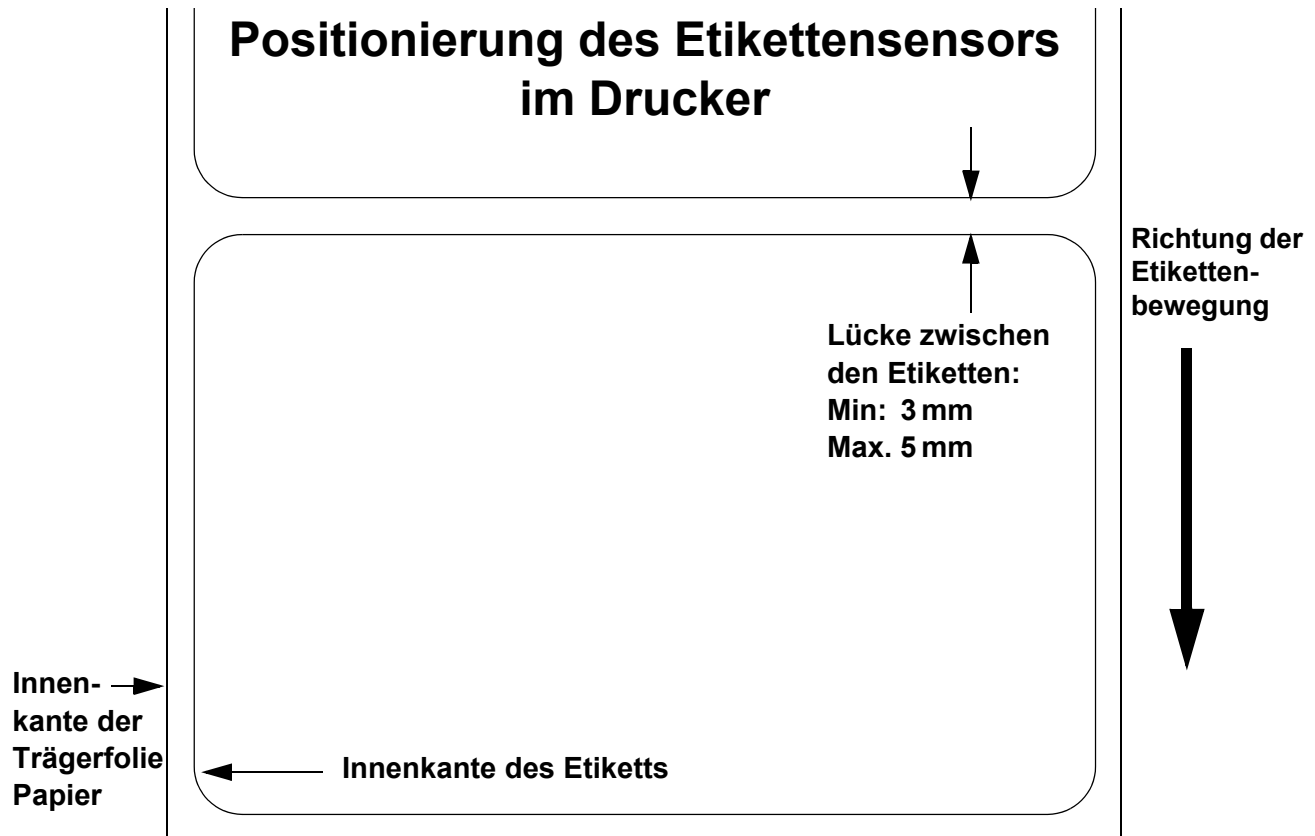 Positionierung des Etikettensensors
im Drucker
Richtung der
Etiketten-
bewegung
Lücke zwischen
den Etiketten:
Min: 3 mm
Max. 5 mm
Innen-
kante der
Trägerfolie
Papier
Innenkante des Etiketts